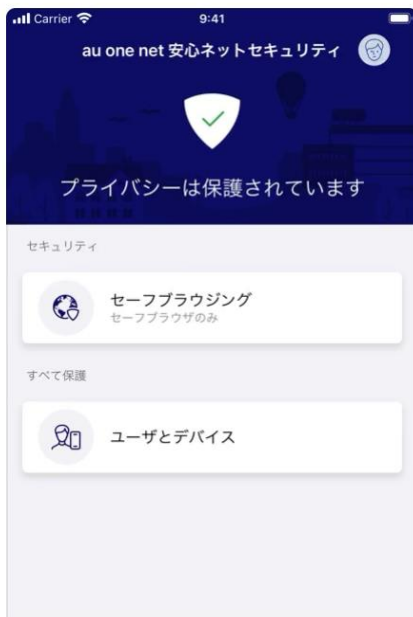 Carrier 9:41
au one net 安心ネットセキュリティ
プライバシーは保護されています
セキュリティ
セーフブラウジング
セーフブラウザのみ
すべて保護
ユーザとデバイス